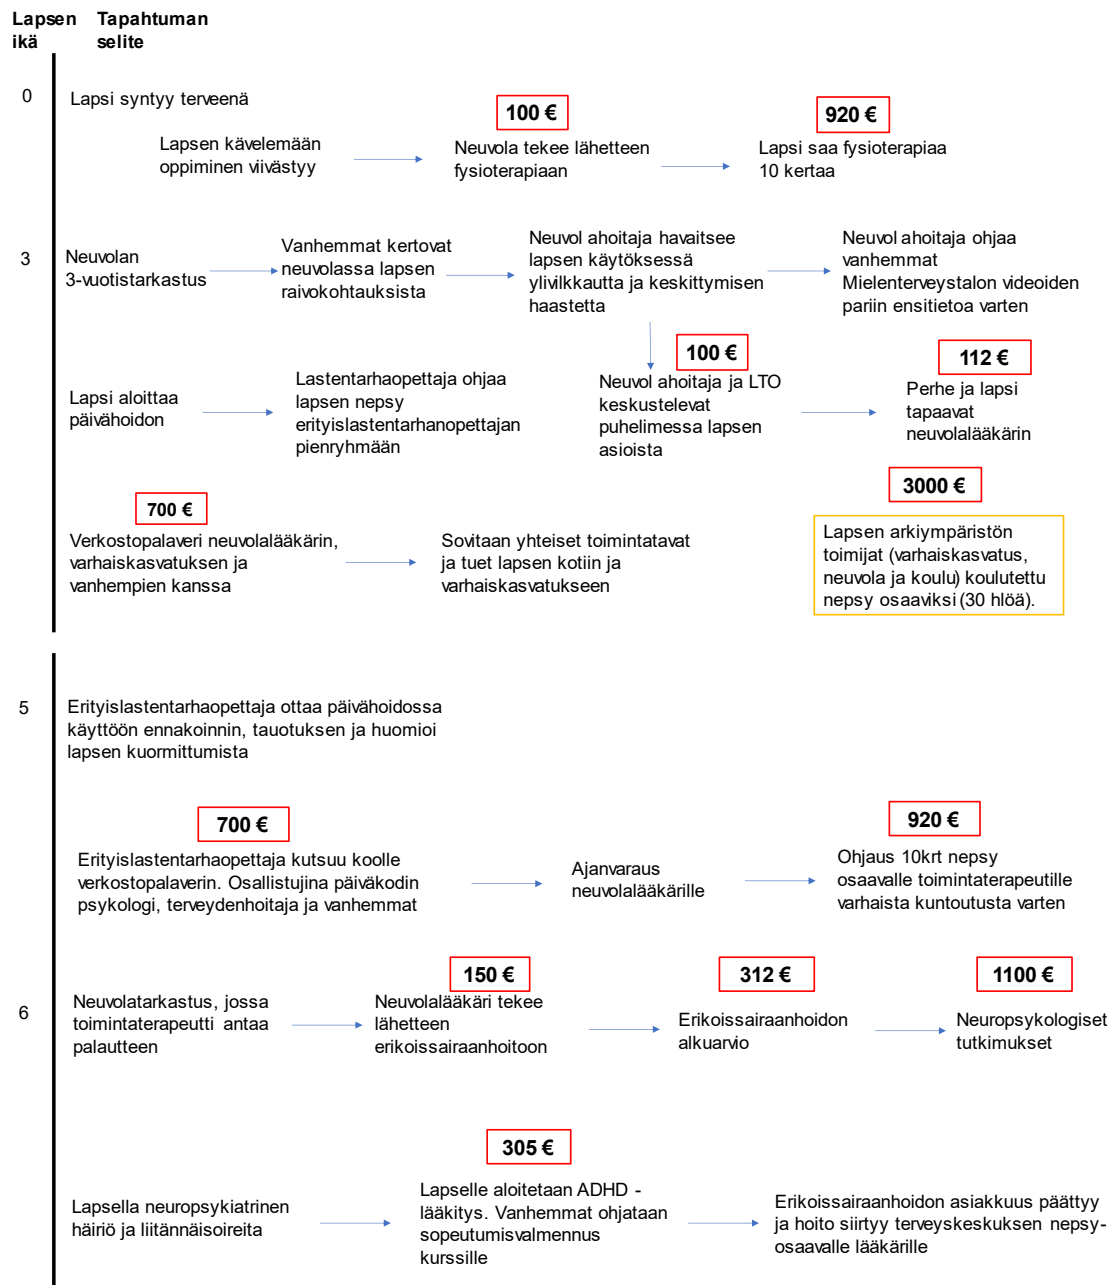 Lapsen
ikä
Tapahtuman
selite
0
Lapsi syntyy terveenä
100 €
920 €
Lapsen kävelemään
oppiminen viivästyy
Neuvola tekee lähetteen
fysioterapiaan
Lapsi saa fysioterapiaa
10 kertaa
3
Neuvolan
3-vuotistarkastus
Vanhemmat kertovat
neuvolassa lapsen
raivokohtauksista
Neuvol ahoitaja havaitsee
lapsen käytöksessä
ylivilkkautta ja keskittymisen
haastetta
Neuvol ahoitaja ohjaa
vanhemmat
Mielenterveystalon videoiden
pariin ensitietoa varten
100 €
112 €
Lapsi aloittaa
päivähoidon
Lastentarhaopettaja ohjaa
lapsen nepsy
erityislastentarhanopettajan
pienryhmään
Neuvol ahoitaja ja LTO
keskustelevat
puhelimessa lapsen
asioista
Perhe ja lapsi
tapaavat
neuvolalääkärin
700 €
3000 €
Verkostopalaveri neuvolalääkärin,
varhaiskasvatuksen ja
vanhempien kanssa
Sovitaan yhteiset toimintatavat
ja tuet lapsen kotiin ja
varhaiskasvatukseen
Lapsen arkiympäristön
toimijat (varhaiskasvatus,
neuvola ja koulu) koulutettu
nepsy osaaviksi (30 hlöä).
5
Erityislastentarhaopettaja ottaa päivähoidossa
käyttöön ennakoinnin, tauotuksen ja huomioi
lapsen kuormittumista
700 €
920 €
Erityislastentarhaopettaja kutsuu koolle
verkostopalaverin. Osallistujina päiväkodin
psykologi, terveydenhoitaja ja vanhemmat
Ajanvaraus
neuvolalääkärille
Ohjaus 10krt nepsy
osaavalle toimintaterapeutille
varhaista kuntoutusta varten
150 €
312 €
1100 €
6
Neuvolatarkastus, jossa
toimintaterapeutti antaa
palautteen
Neuvolalääkäri tekee
lähetteen
erikoissairaanhoitoon
Erikoissairaanhoidon
alkuarvio
Neuropsykologiset
tutkimukset
305 €
Lapsella neuropsykiatrinen
häiriö ja liitännäisoireita
Lapselle aloitetaan ADHD -
lääkitys. Vanhemmat ohjataan
sopeutumisvalmennus
kurssille
Erikoissairaanhoidon asiakkuus päättyy
ja hoito siirtyy terveyskeskuksen nepsy-
osaavalle lääkärille